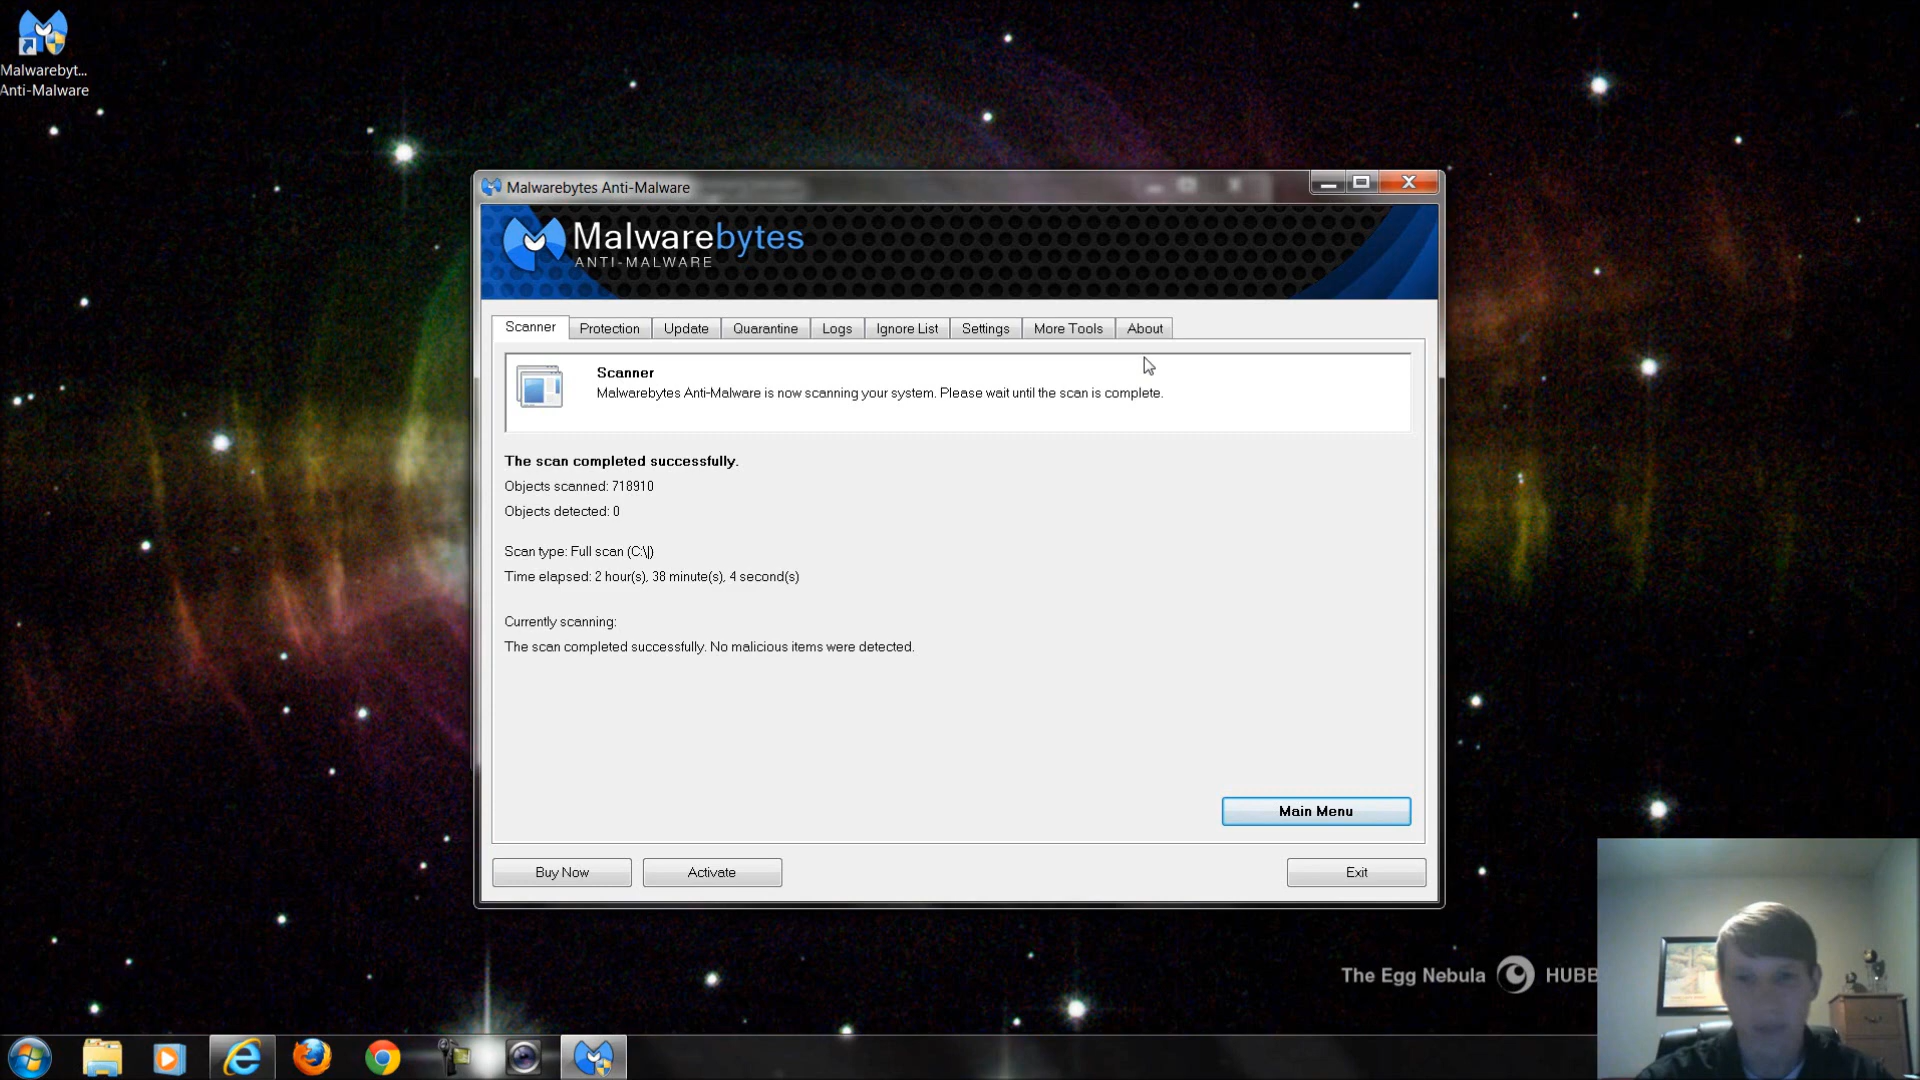 Malwarebyt...
Anti-Malware
Malwarebytes Anti-Malware
Malwarebytes
ANTI-MALWARE
Scanner Protection Update Quarantine Logs Ignore List Settings More Tools About
Scanner
Malwarebytes Anti-Malware is now scanning your system. Please wait until the scan is complete.
The scan completed successfully.
Objects scanned: 718910
Objects detected: 0
Scan type: Full scan (C:\|)
Time elapsed: 2 hour(s), 38 minute(s), 4 second(s)
Currently scanning:
The scan completed successfully. No malicious items were detected.
Main Menu
Buy Now Activate Exit
The Egg Nebula HUBB